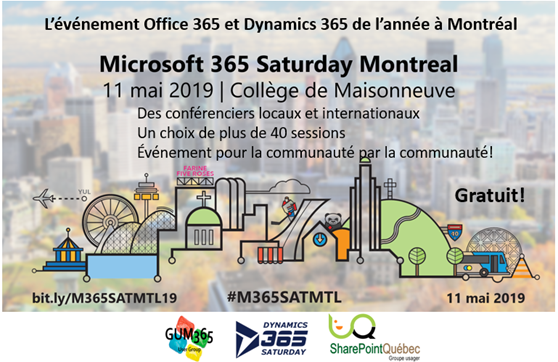 L’événement Office 365 et Dynamics 365 de l’année à Montréal
Microsoft 365 Saturday Montreal
11 mai 2019 | Collège de Maisonneuve
Des conférenciers locaux et internationaux
Un choix de plus de 40 sessions
Événement pour la communauté par la communauté!
FARINE
FIVE ROSES
YUL
Gratuit!
10
bit.ly/M365SATMTL19
#M365SATMTL
11 mai 2019
GUM365
User Group
DYNAMICS
365
SATURDAY
SharePointQuébec
Groupe usager